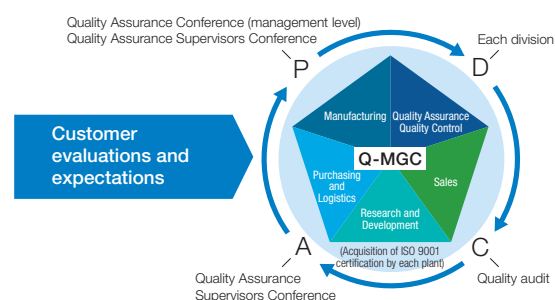 Quality Assurance Conference (management level)
Quality Assurance Supervisors Conference
P
D
Each division
Manufacturing
Quality Assurance
Quality Control
Customer
evaluations and
expectations
Q-MGC
Purchasing
and
Logistics
Sales
Research and
Development
A
(Acquisition of ISO 9001
certification by each plant)
C
Quality Assurance
Supervisors Conference
Quality audit